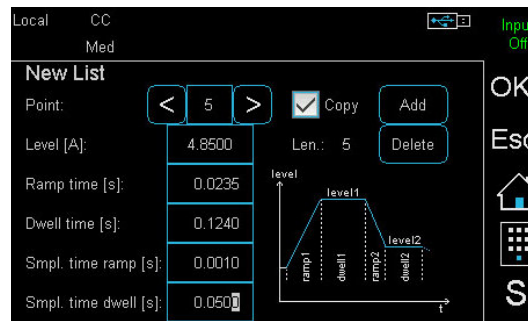 Local CC
Med
Input
Off
New List
Point: < 5 > Copy Add
Level [A]: 4.8500 Len.: 5 Delete
Ramp time [s]: 0.0235
Dwell time [s]: 0.1240
Smpl. time ramp [s]: 0.0010
Smpl. time dwell [s]: 0.0500
level
level1
level2
ramp1
dwell1
ramp2
dwell2
t
OK
Esc
S